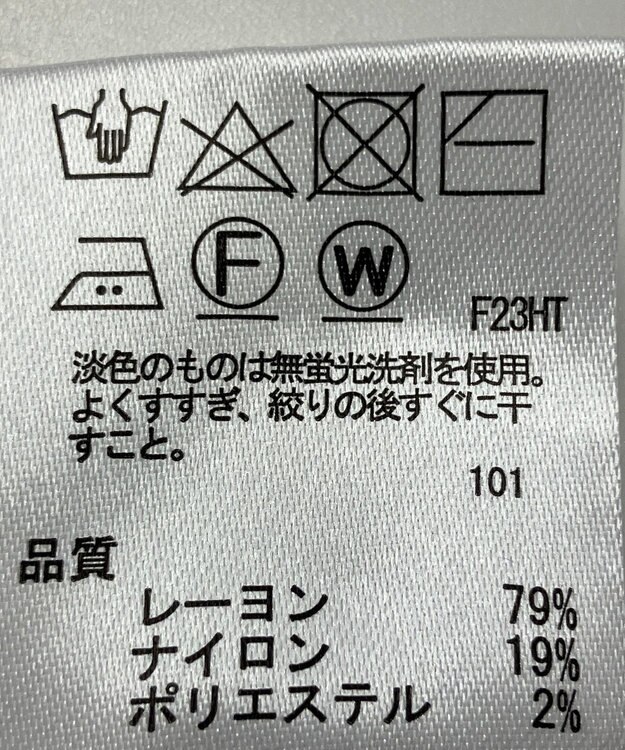 F W
F23HT
淡色のものは無蛍光洗剤を使用。
よくすすぎ、絞りの後すぐに干
すこと。
101
品質
レーヨン 79%
ナイロン 19%
ポリエステル 2%